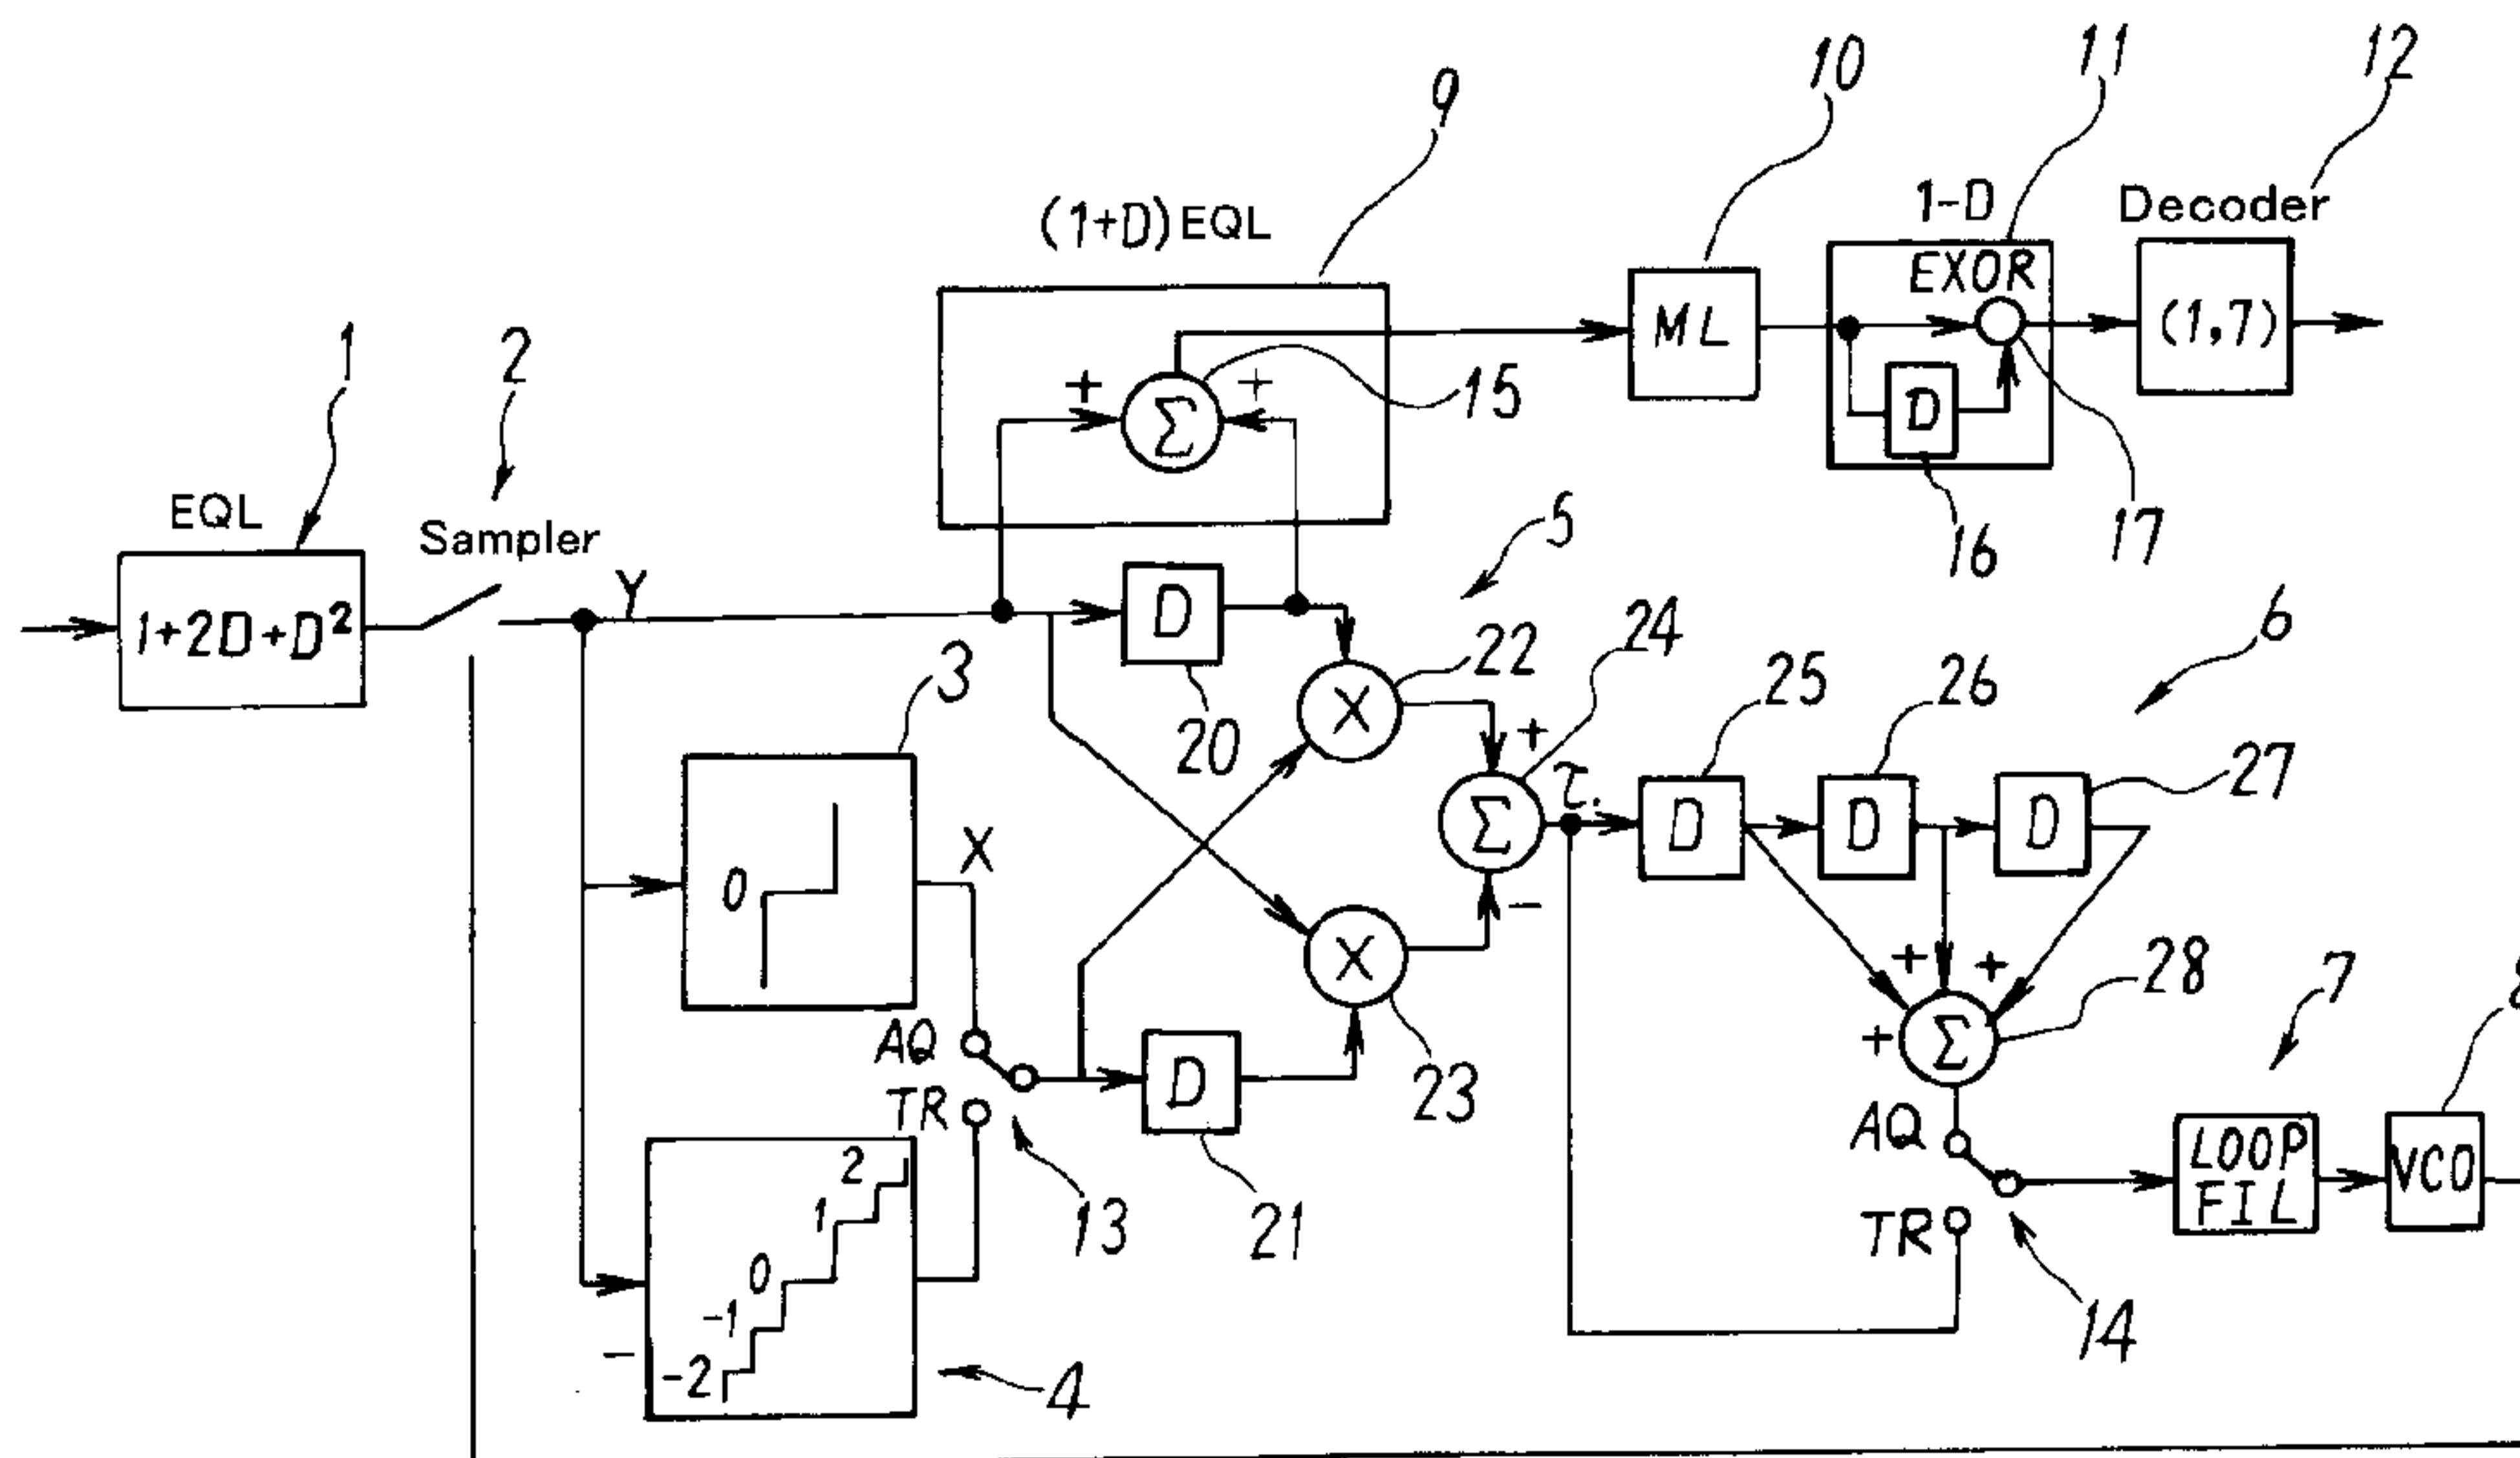 9
10
11
12
(1+D) EQL
1-D
Decoder
EXOR
ML
(1,7)
1
2
+
Σ
+
15
D
16
17
EQL
Sampler
1+2D+D²
Y
D
5
20
22
24
6
3
X
+
25
26
27
0
X
Σ
τ.
D
D
D
-
X
+
+
28
7
AQ
D
23
+
Σ
TR
21
13
AQ
LOOP
FIL
VCO
2
1
0
-1
-2
-
4
TR
14